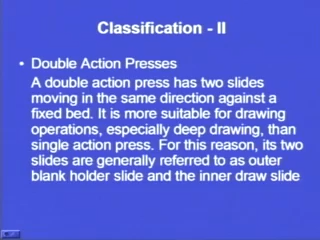 Classification - II
• Double Action Presses
A double action press has two slides
moving in the same direction against a
fixed bed. It is more suitable for drawing
operations, especially deep drawing, than
single action press. For this reason, its two
slides are generally referred to as outer
blank holder slide and the inner draw slide